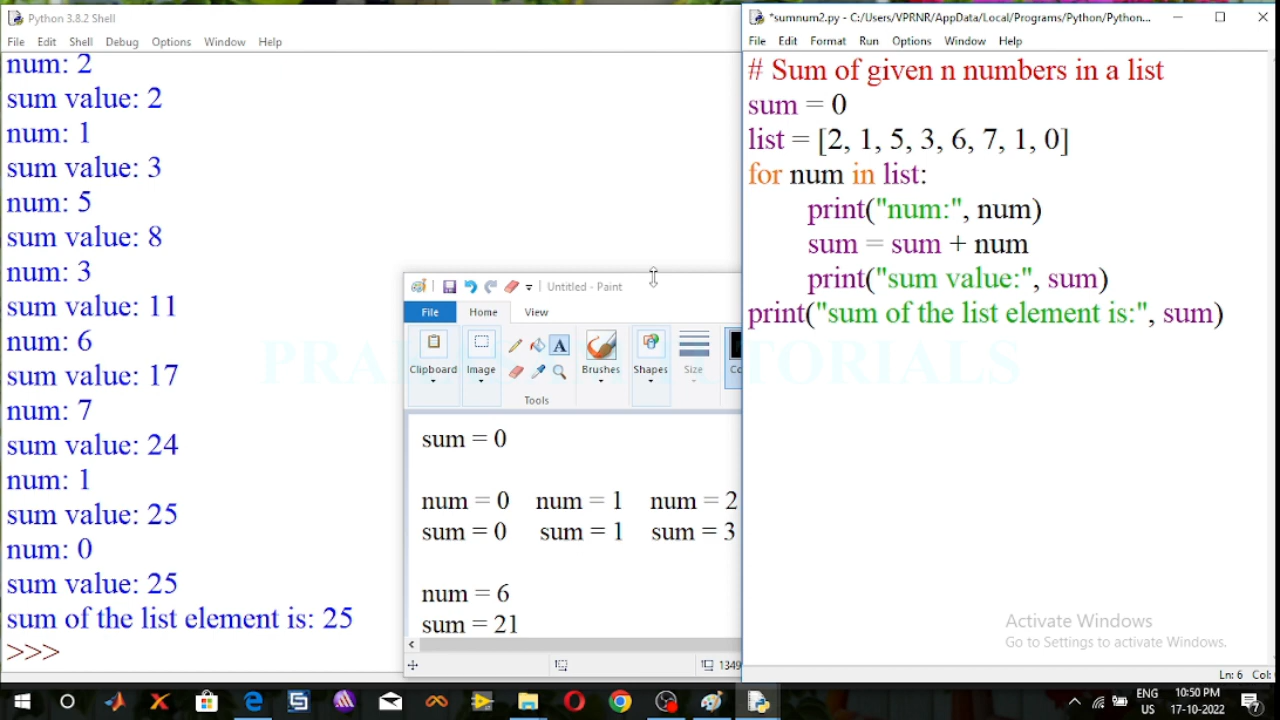 Python 3.8.2 Shell
File Edit Shell Debug Options Window Help
num: 2
sum value: 2
num: 1
sum value: 3
num: 5
sum value: 8
num: 3
sum value: 11
num: 6
sum value: 17
num: 7
sum value: 24
num: 1
sum value: 25
num: 0
sum value: 25
sum of the list element is: 25
>>>
Untitled - Paint
File Home View
Clipboard Image Brushes Shapes Size
Tools
sum = 0
num = 0 num = 1 num = 2
sum = 0 sum = 1 sum = 3
num = 6
sum = 21
1349
*sumnum2.py - C:/Users/VPRNR/AppData/Local/Programs/Python/Python...
File Edit Format Run Options Window Help
# Sum of given n numbers in a list
sum = 0
list = [2, 1, 5, 3, 6, 7, 1, 0]
for num in list:
print("num:", num)
sum = sum + num
print("sum value:", sum)
print("sum of the list element is:", sum)
TUTORIALS
Activate Windows
Go to Settings to activate Windows.
Ln: 6 Col:
ENG 10:50 PM
US 17-10-2022
7